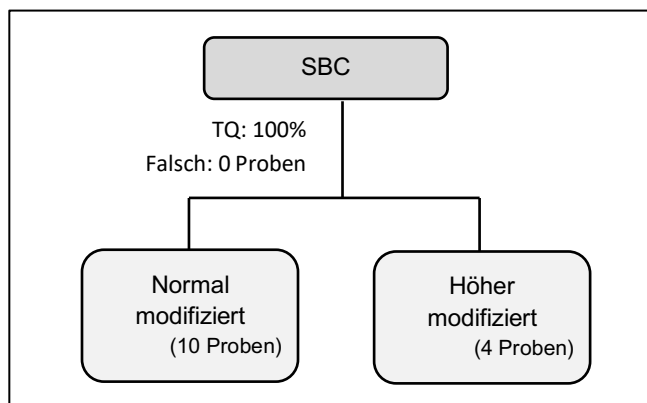 SBC
TQ: 100%
Falsch: 0 Proben
Normal
modifiziert
(10 Proben)
Höher
modifiziert
(4 Proben)